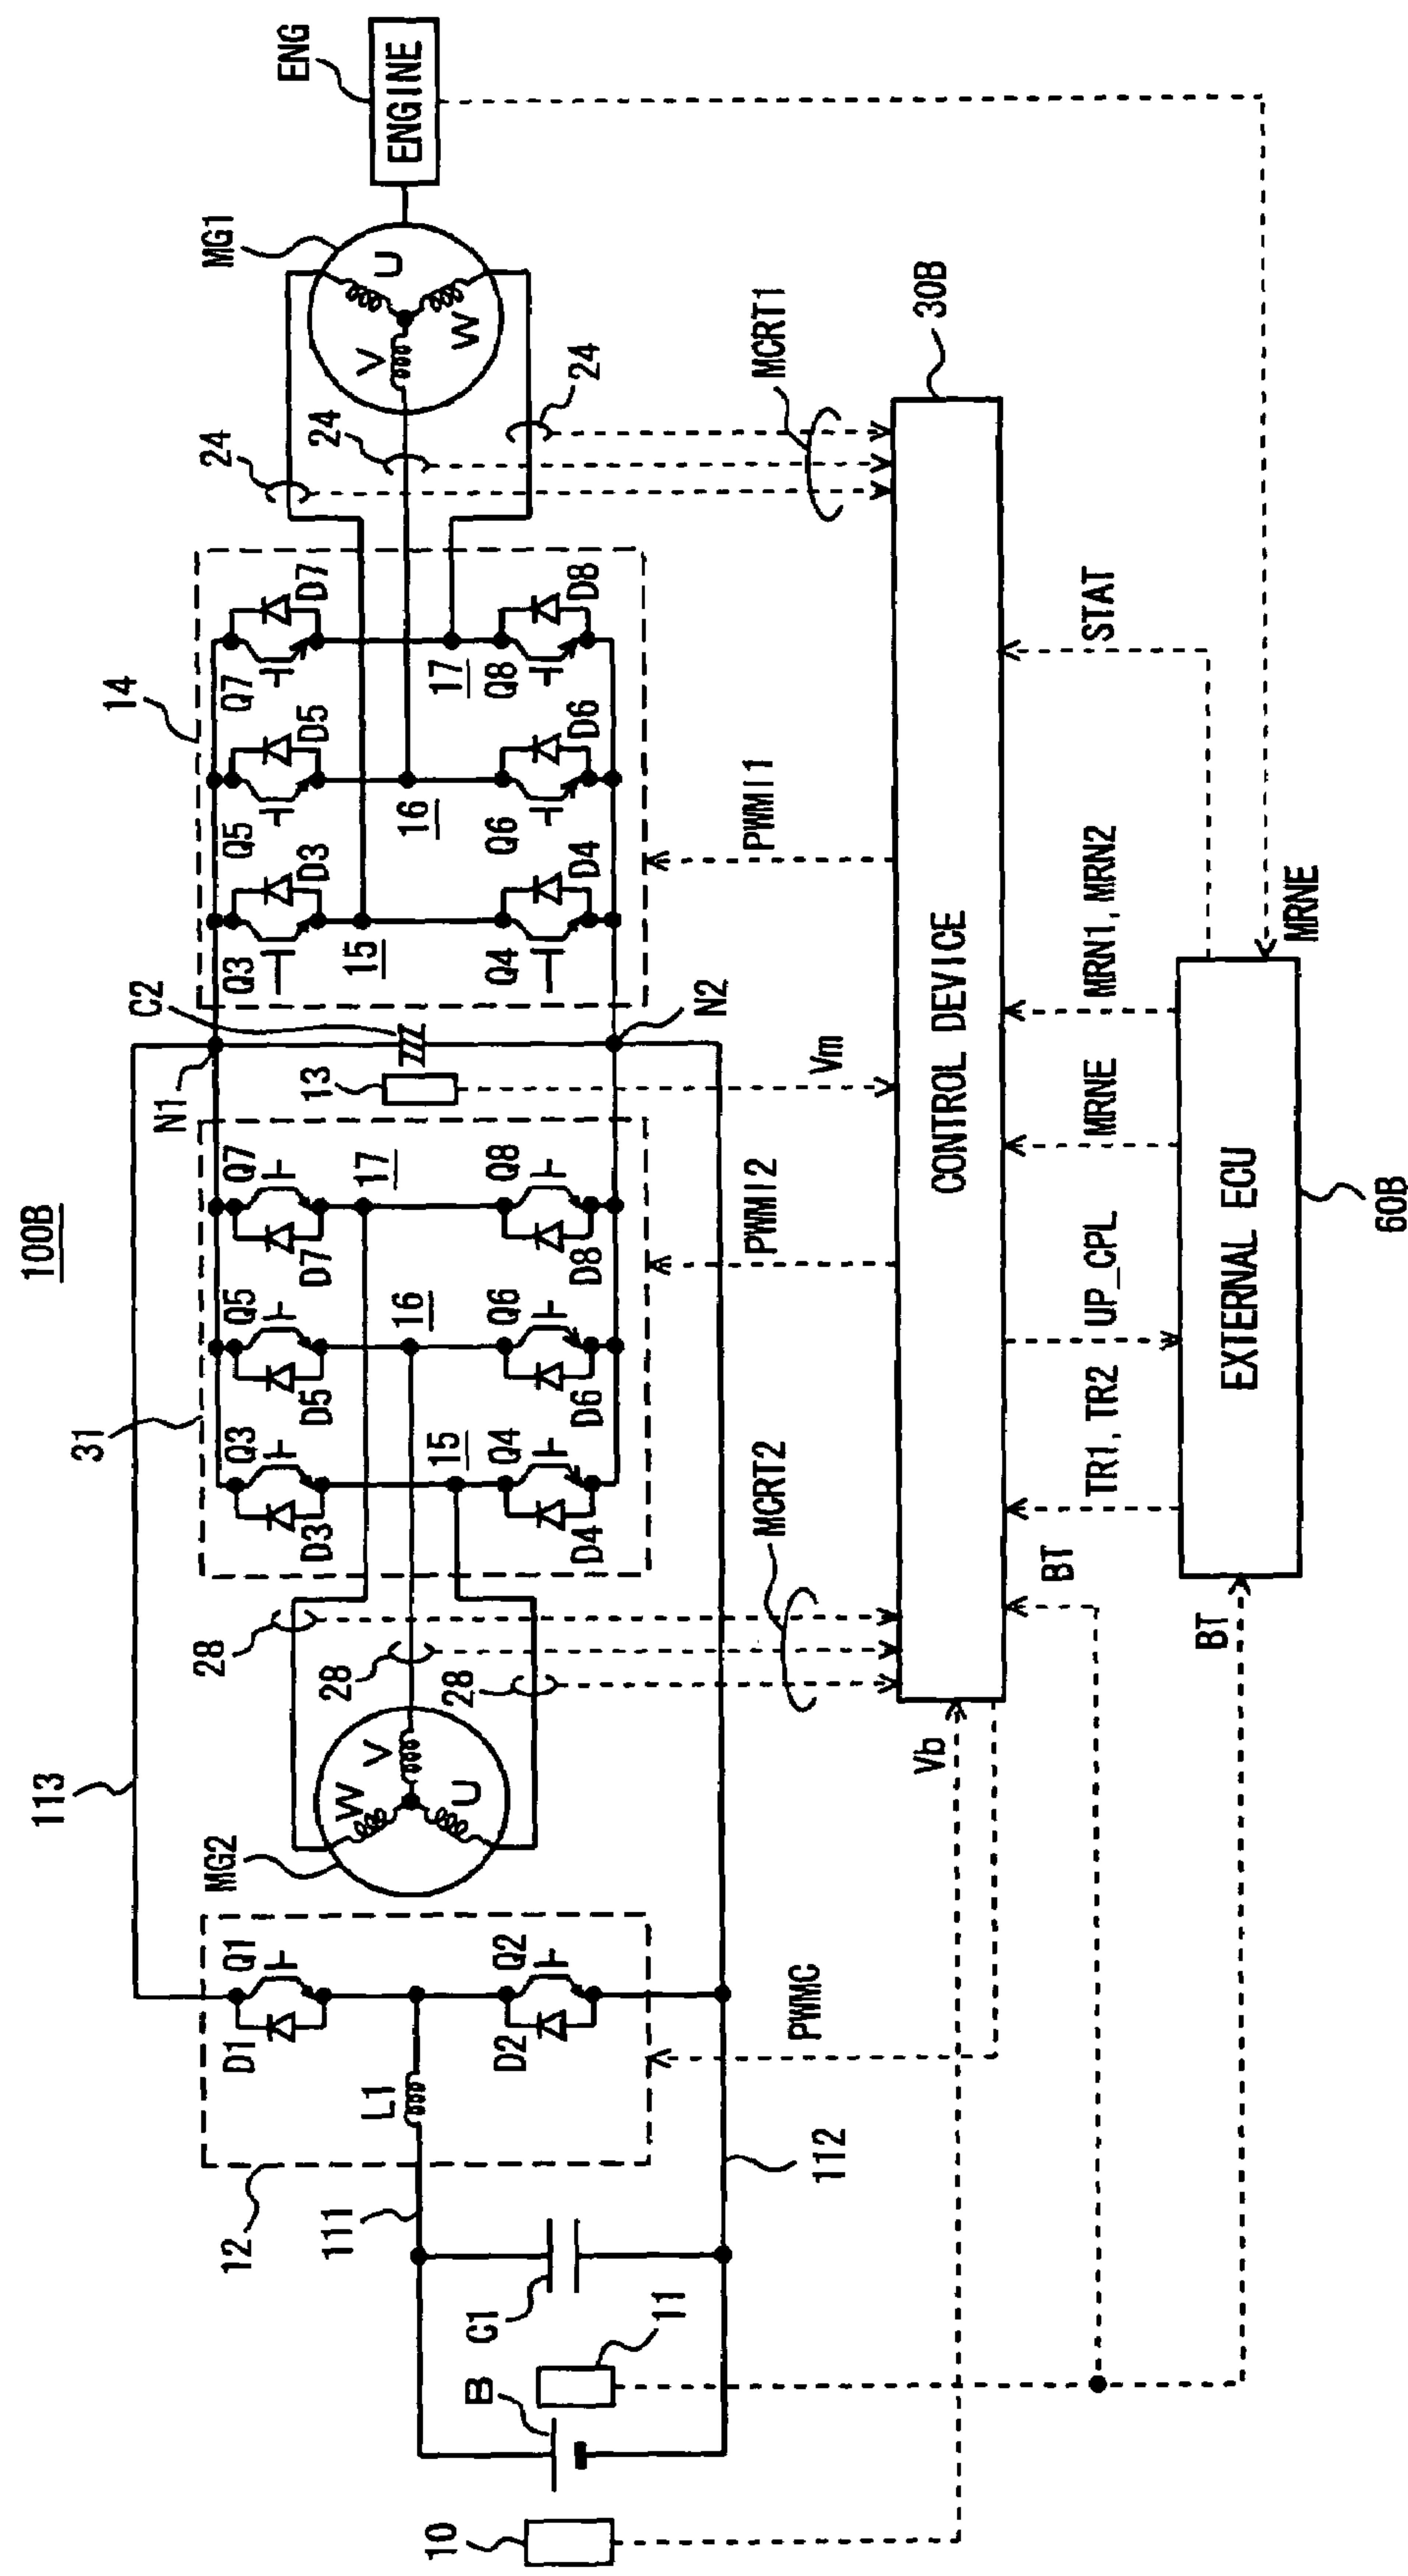 100B
113
N1
C2
N2
31
14
ENG
ENGINE
MG1
U
V
W
24
24
24
MCRT1
Q7
D7
Q5
D5
Q3
D3
17
16
15
Q8
D8
Q6
D6
Q4
D4
13
Vm
Q3
D3
Q5
D5
Q7
D7
15
16
17
Q4
D4
Q6
D6
Q8
D8
28
28
28
MCRT2
MG2
W
V
U
12
D1
Q1
D2
Q2
L1
111
112
C1
B
11
10
PWMC
PWMI2
PWMI1
Vb
30B
CONTROL DEVICE
BT
TR1, TR2
UP_CPL
MRNE
MRN1, MRN2
STAT
BT
EXTERNAL ECU
MRNE
60B